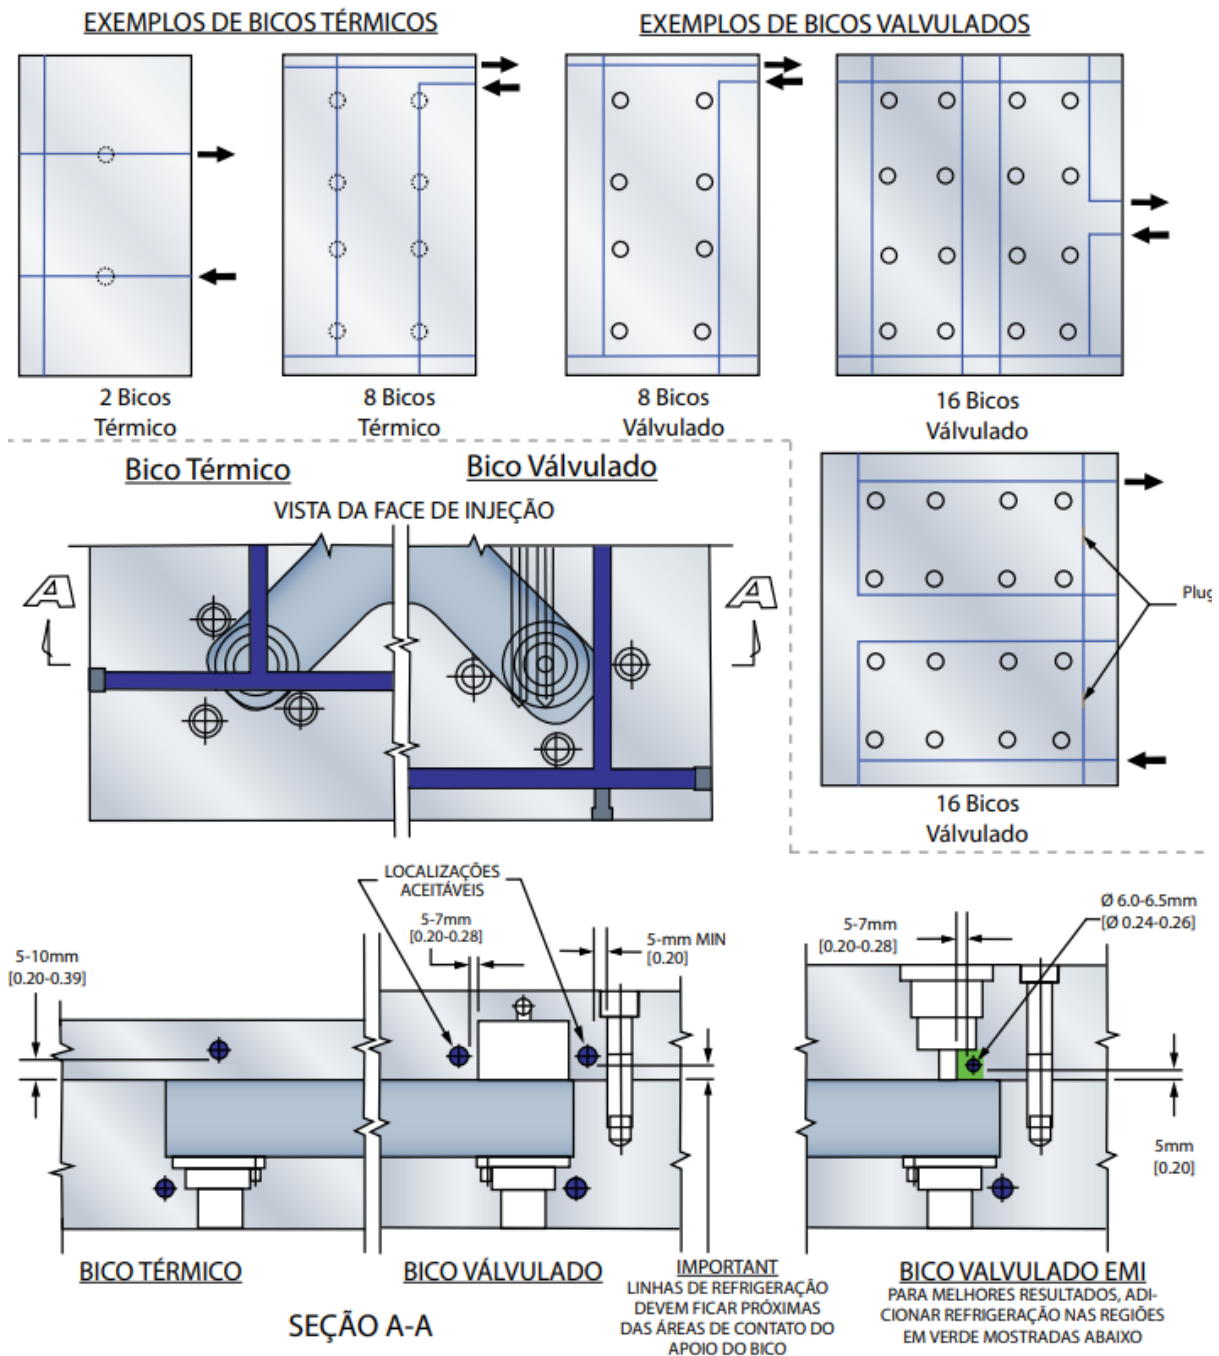 EXEMPLOS DE BICOS TÉRMICOS
EXEMPLOS DE BICOS VALVULADOS
2 Bicos
Térmico
8 Bicos
Térmico
8 Bicos
Válvulado
16 Bicos
Válvulado
Bico Térmico
Bico Válvulado
VISTA DA FACE DE INJEÇÃO
A
A
Plug
16 Bicos
Válvulado
LOCALIZAÇÕES
ACEITÁVEIS
5-10mm
[0.20-0.39]
5-7mm
[0.20-0.28]
5-mm MIN
[0.20]
5-7mm
[0.20-0.28]
Ø 6.0-6.5mm
[Ø 0.24-0.26]
5mm
[0.20]
BICO TÉRMICO
BICO VÁLVULADO
SEÇÃO A-A
IMPORTANT
LINHAS DE REFRIGERAÇÃO
DEVEM FICAR PRÓXIMAS
DAS ÁREAS DE CONTATO DO
APOIO DO BICO
BICO VALVULADO EMI
PARA MELHORES RESULTADOS, ADI-
CIONAR REFRIGERAÇÃO NAS REGIÕES
EM VERDE MOSTRADAS ABAIXO